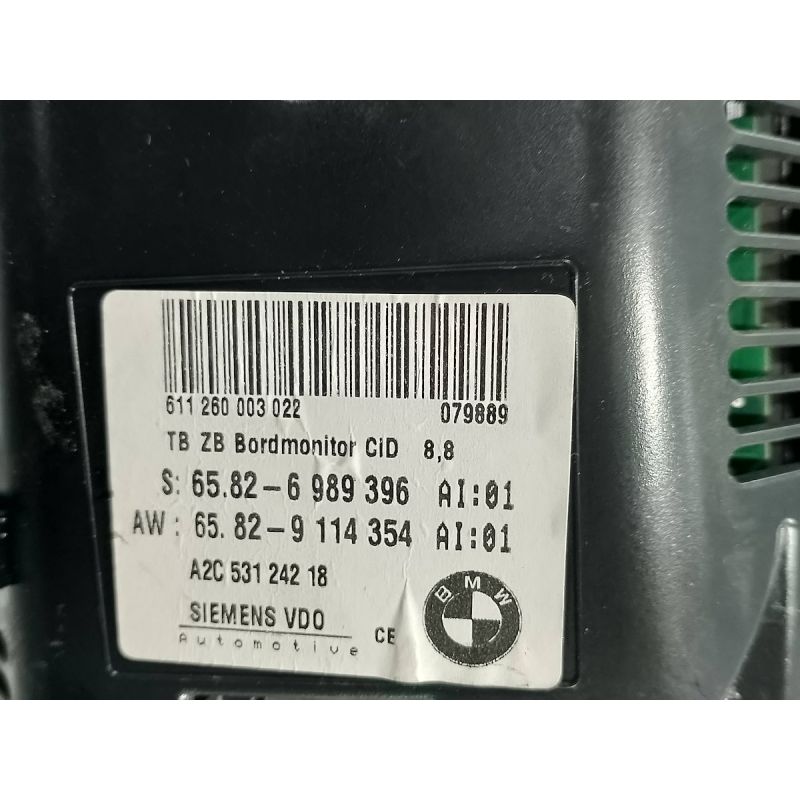 611 260 003 022 079889
TB ZB Bordmonitor CiD 8,8
S: 65.82-6 989 396 AI:01
AW: 65.82-9 114 354 AI:01
A2C 531 242 18
SIEMENS VDO
Automotive CE
BMW